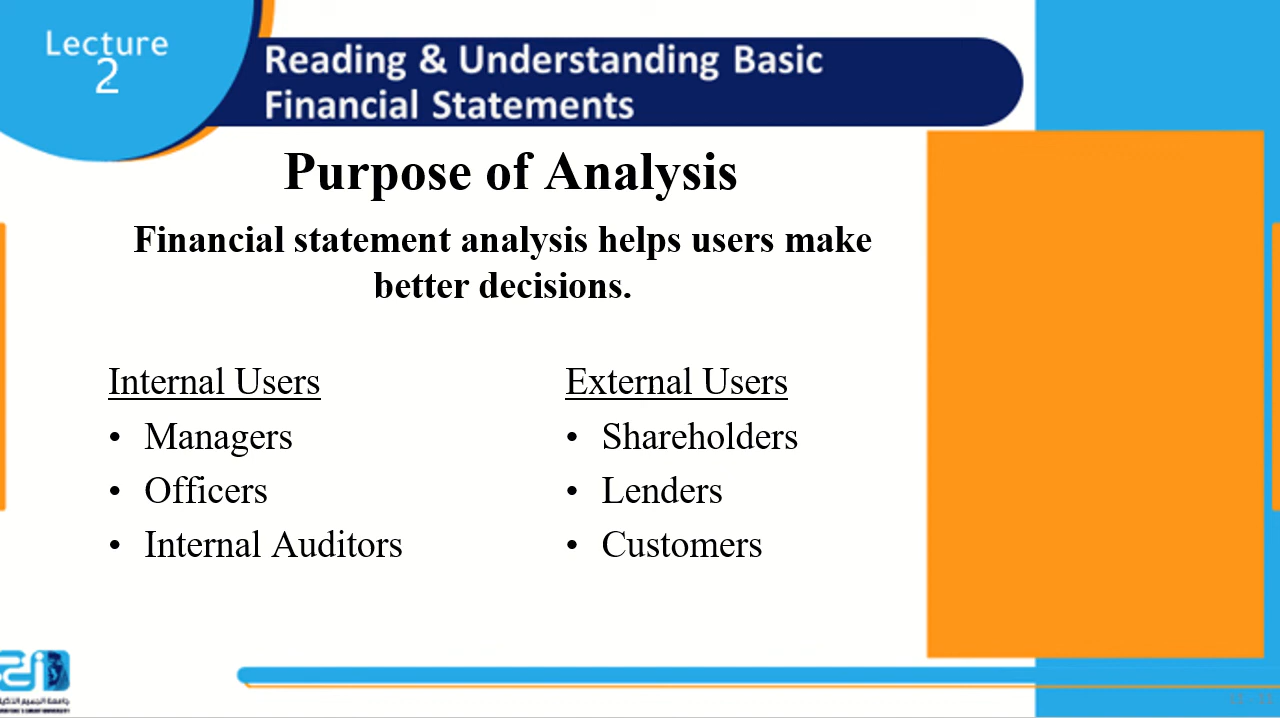 Lecture
2
Reading & Understanding Basic
Financial Statements
Purpose of Analysis
Financial statement analysis helps users make
better decisions.
Internal Users
• Managers
• Officers
• Internal Auditors
External Users
• Shareholders
• Lenders
• Customers